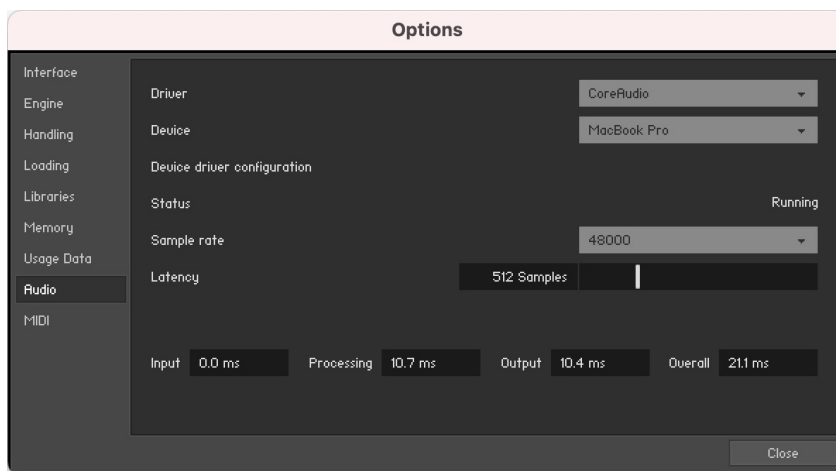 Options
Interface
Engine
Handling
Loading
Libraries
Memory
Usage Data
Audio
MIDI
Driver CoreAudio
Device MacBook Pro
Device driver configuration
Status Running
Sample rate 48000
Latency 512 Samples
Input 0.0 ms Processing 10.7 ms Output 10.4 ms Overall 21.1 ms
Close